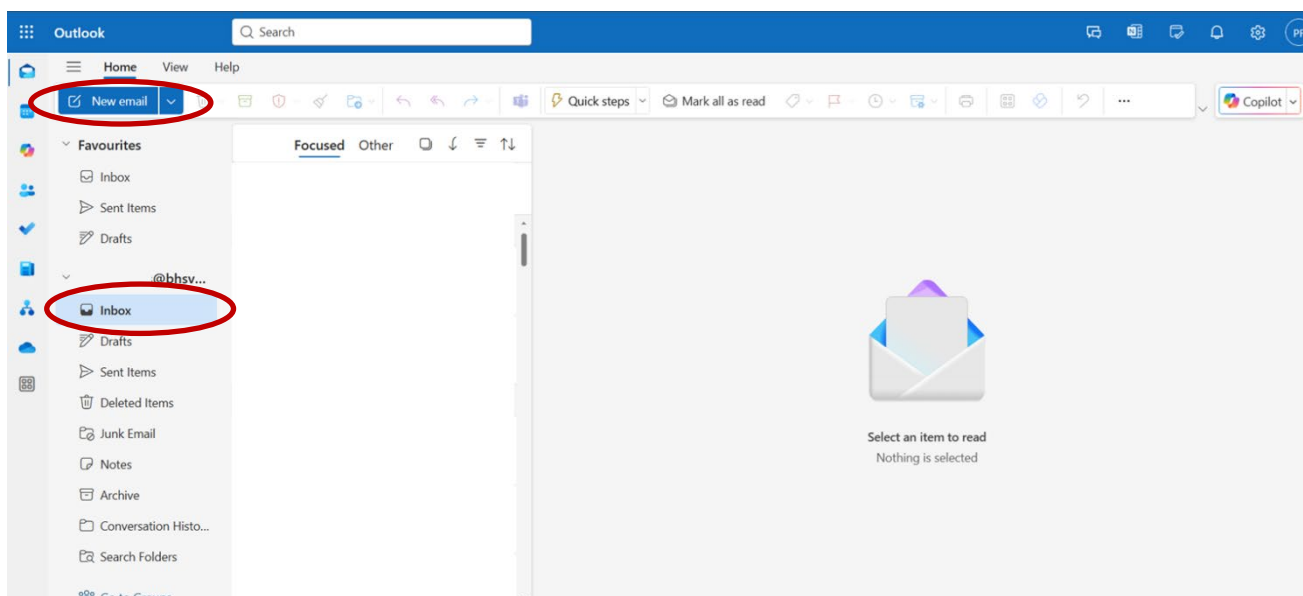 Outlook
Search
PF
Home View Help
New email
Quick steps
Mark all as read
...
Copilot
Favourites
Focused Other
Inbox
Sent Items
Drafts
@bhsv...
Inbox
Drafts
Sent Items
Deleted Items
Junk Email
Notes
Archive
Conversation Histo...
Search Folders
Select an item to read
Nothing is selected